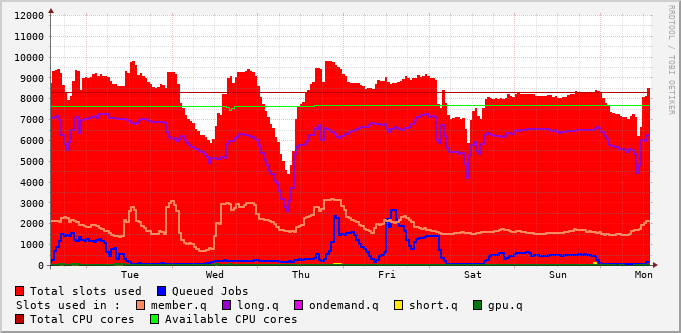 RRDTOOL / TOBI OETIKER
12000
11000
10000
9000
8000
7000
6000
5000
4000
3000
2000
1000
0
Tue Wed Thu Fri Sat Sun Mon
Total slots used Queued Jobs
Slots used in : member.q long.q ondemand.q short.q gpu.q
Total CPU cores Available CPU cores